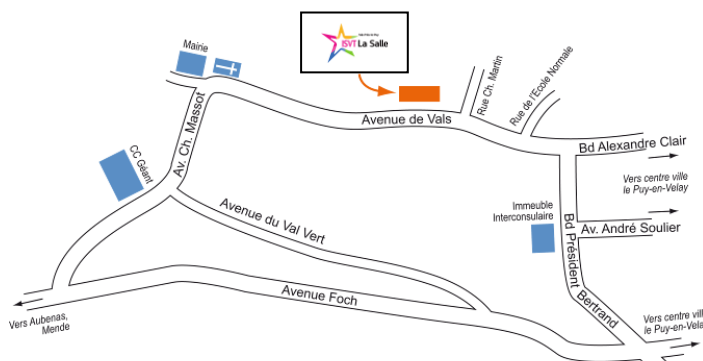 ISVT La Salle
Mairie
Rue Ch. Martin
Rue de l'Ecole Normale
Avenue de Vals
Bd Alexandre Clair
Av. Ch. Massot
CC Géant
Vers centre ville
le Puy-en-Velay
Immeuble
Interconsulaire
Avenue du Val Vert
Av. André Soulier
Bd Président
Bertrand
Avenue Foch
Vers Aubenas,
Mende
Vers centre ville
le Puy-en-Velay